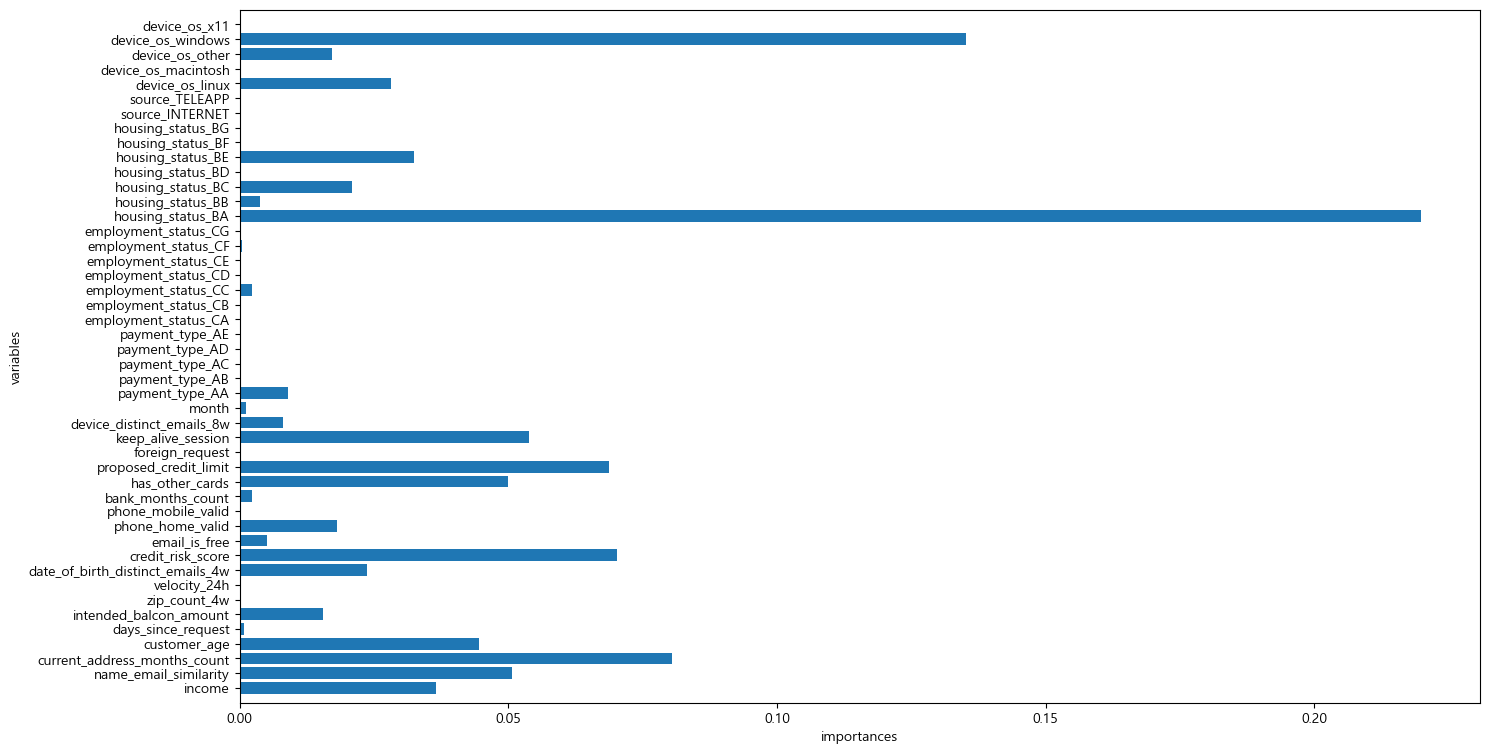 device_os_x11
device_os_windows
device_os_other
device_os_macintosh
device_os_linux
source_TELEAPP
source_INTERNET
housing_status_BG
housing_status_BF
housing_status_BE
housing_status_BD
housing_status_BC
housing_status_BB
housing_status_BA
employment_status_CG
employment_status_CF
employment_status_CE
employment_status_CD
employment_status_CC
employment_status_CB
employment_status_CA
payment_type_AE
payment_type_AD
payment_type_AC
payment_type_AB
payment_type_AA
month
device_distinct_emails_8w
keep_alive_session
foreign_request
proposed_credit_limit
has_other_cards
bank_months_count
phone_mobile_valid
phone_home_valid
email_is_free
credit_risk_score
date_of_birth_distinct_emails_4w
velocity_24h
zip_count_4w
intended_balcon_amount
days_since_request
customer_age
current_address_months_count
name_email_similarity
income
variables
0.00 0.05 0.10 0.15 0.20
importances